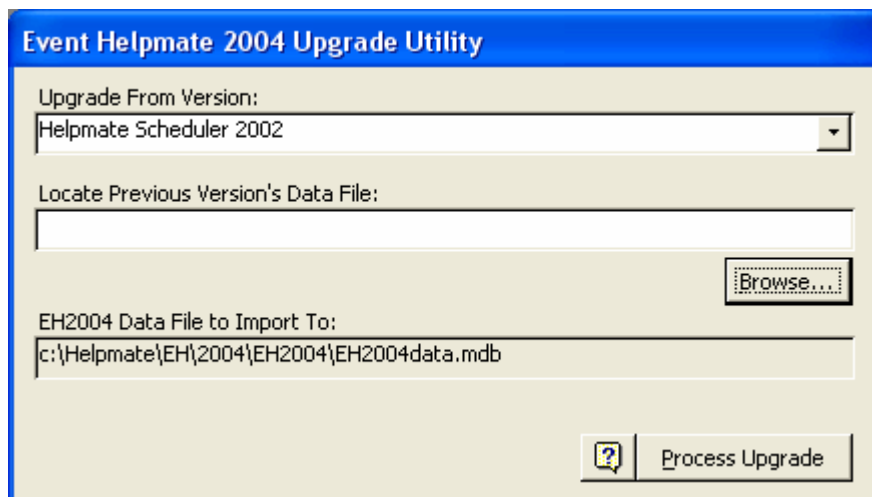 Event Helpmate 2004 Upgrade Utility
Upgrade From Version:
Helpmate Scheduler 2002
Locate Previous Version's Data File:
Browse...
EH2004 Data File to Import To:
c:\Helpmate\EH\2004\EH2004\EH2004data.mdb
?
Process Upgrade